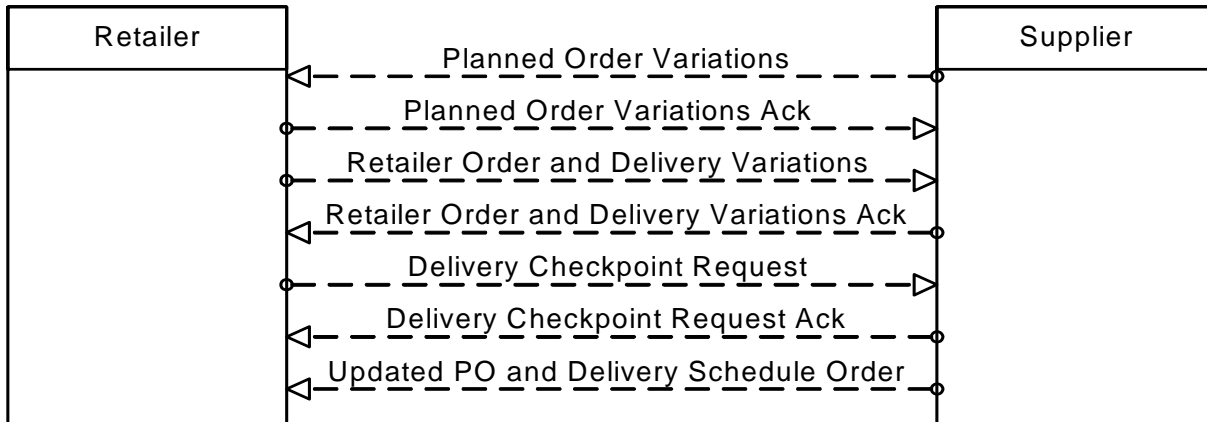 Retailer
Supplier
Planned Order Variations
Planned Order Variations Ack
Retailer Order and Delivery Variations
Retailer Order and Delivery Variations Ack
Delivery Checkpoint Request
Delivery Checkpoint Request Ack
Updated PO and Delivery Schedule Order